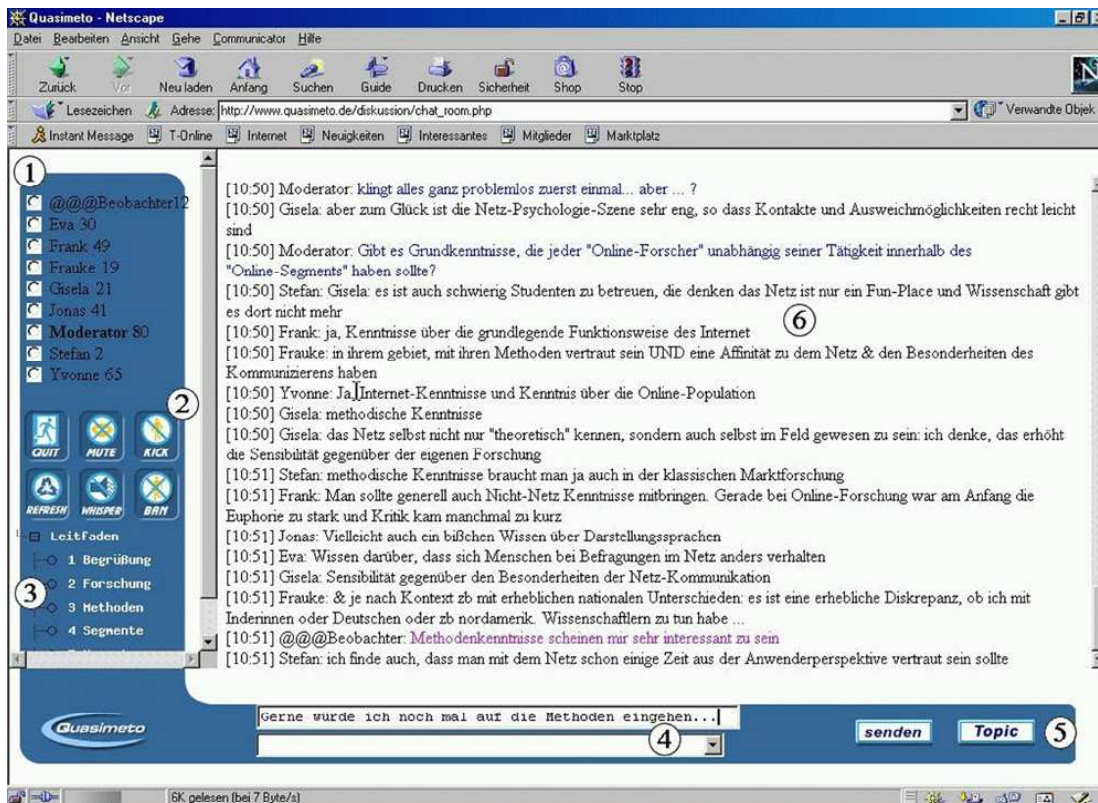 Quasimeto - Netscape
Datei Bearbeiten Ansicht Gehe Communicator Hilfe
Zurück Vor Neu laden Anfang Suchen Guide Drucken Sicherheit Shop Stop
N
Lesezeichen Adresse: http://www.quasimeto.de/diskussion/chat_room.php Verwandte Objek
Instant Message T-Online Internet Neuigkeiten Interessantes Mitglieder Marktplatz
1
@@@Beobachter12
Eva 30
Frank 49
Frauke 19
Gisela 21
Jonas 41
Moderator 80
Stefan 2
Yvonne 65
2
QUIT MUTE KICK
REFRESH WHISPER BAN
Leitfaden
1 Begrüßung
2 Forschung
3
3 Methoden
4 Segmente
[10:50] Moderator: klingt alles ganz problemlos zuerst einmal... aber ... ?
[10:50] Gisela: aber zum Glück ist die Netz-Psychologie-Szene sehr eng, so dass Kontakte und Ausweichmöglichkeiten recht leicht
sind
[10:50] Moderator: Gibt es Grundkenntnisse, die jeder "Online-Forscher" unabhängig seiner Tätigkeit innerhalb des
"Online-Segments" haben sollte?
[10:50] Stefan: Gisela: es ist auch schwierig Studenten zu betreuen, die denken das Netz ist nur ein Fun-Place und Wissenschaft gibt
es dort nicht mehr
6
[10:50] Frank: ja, Kenntnisse über die grundlegende Funktionsweise des Internet
[10:50] Frauke: in ihrem gebiet, mit ihren Methoden vertraut sein UND eine Affinität zu dem Netz & den Besonderheiten des
Kommunizierens haben
[10:50] Yvonne: Ja, Internet-Kenntnisse und Kenntnis über die Online-Population
[10:50] Gisela: methodische Kenntnisse
[10:50] Gisela: das Netz selbst nicht nur "theoretisch" kennen, sondern auch selbst im Feld gewesen zu sein: ich denke, das erhöht
die Sensibilität gegenüber der eigenen Forschung
[10:51] Stefan: methodische Kenntnisse braucht man ja auch in der klassischen Marktforschung
[10:51] Frank: Man sollte generell auch Nicht-Netz Kenntnisse mitbringen. Gerade bei Online-Forschung war am Anfang die
Euphorie zu stark und Kritik kam manchmal zu kurz
[10:51] Jonas: Vielleicht auch ein bißchen Wissen über Darstellungssprachen
[10:51] Eva: Wissen darüber, dass sich Menschen bei Befragungen im Netz anders verhalten
[10:51] Gisela: Sensibilität gegenüber den Besonderheiten der Netz-Kommunikation
[10:51] Frauke: & je nach Kontext zb mit erheblichen nationalen Unterschieden: es ist eine erhebliche Diskrepanz, ob ich mit
Inderinnen oder Deutschen oder zb nordamerik. Wissenschaftlern zu tun habe ...
[10:51] @@@Beobachter: Methodenkenntnisse scheinen mir sehr interessant zu sein
[10:51] Stefan: ich finde auch, dass man mit dem Netz schon einige Zeit aus der Anwenderperspektive vertraut sein sollte
Quasimeto
Gerne würde ich noch mal auf die Methoden eingehen...
4
senden Topic 5
6K gelesen (bei 7 Byte/s)